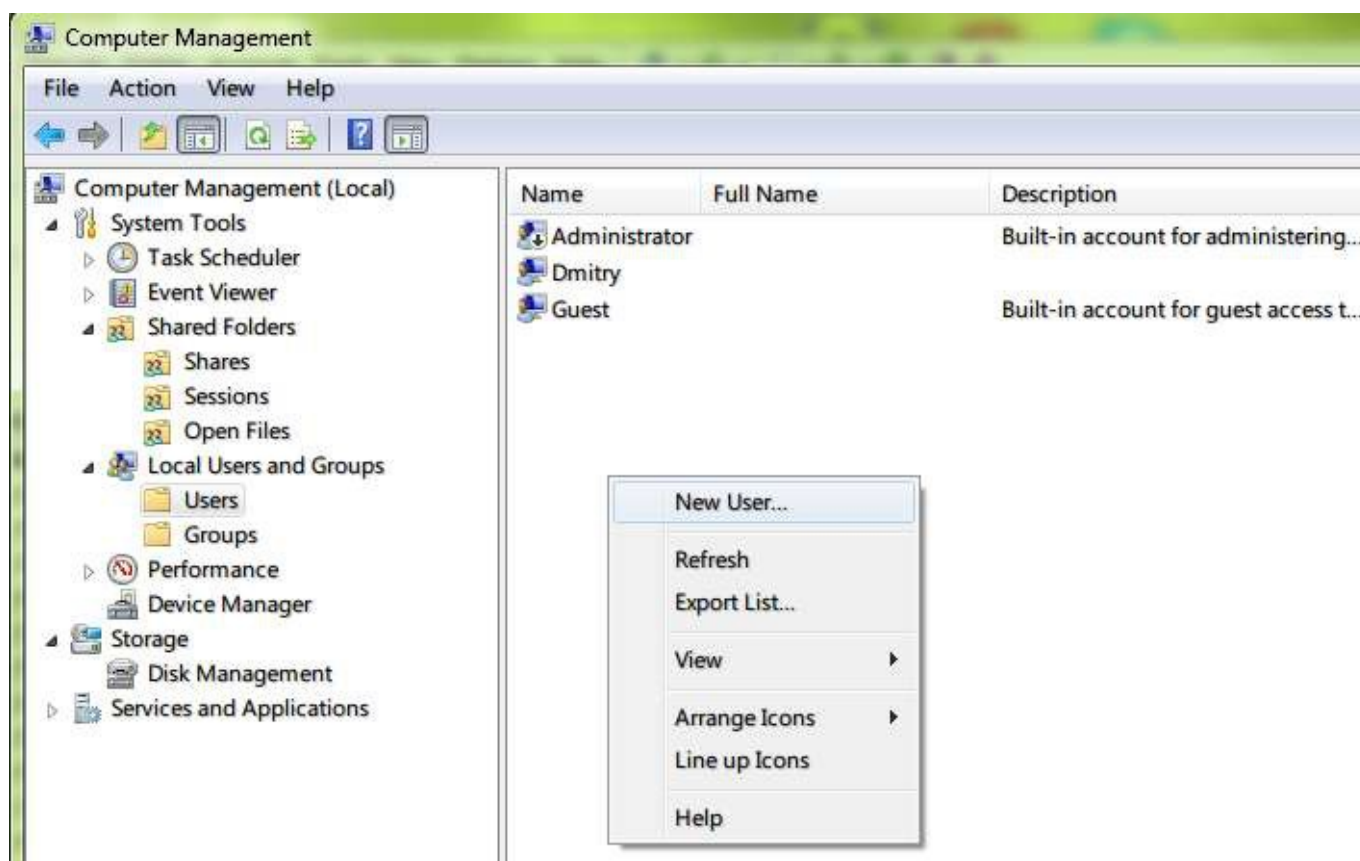 Computer Management
File Action View Help
Computer Management (Local)
System Tools
Task Scheduler
Event Viewer
Shared Folders
Shares
Sessions
Open Files
Local Users and Groups
Users
Groups
Performance
Device Manager
Storage
Disk Management
Services and Applications
Name Full Name Description
Administrator Built-in account for administering...
Dmitry
Guest Built-in account for guest access t...
New User...
Refresh
Export List...
View
Arrange Icons
Line up Icons
Help